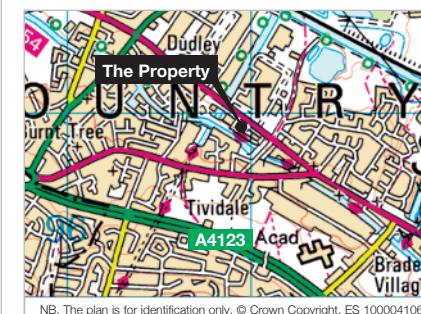 54
Dudley
The Property
O U N T R Y
Burnt Tree
Tividale
A4123
Acad
Brade
Villag
NB. The plan is for identification only. © Crown Copyright, ES 100004106